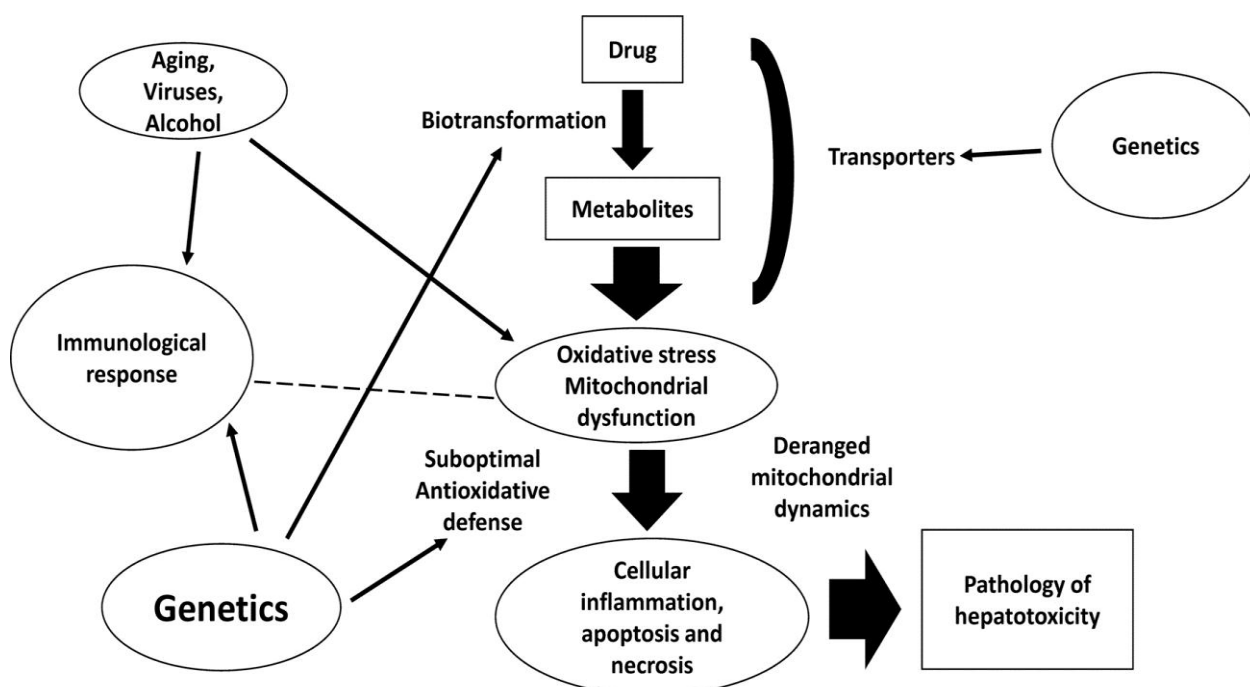 Aging,
Viruses,
Alcohol
Drug
Biotransformation
Transporters
Genetics
Metabolites
Immunological
response
Oxidative stress
Mitochondrial
dysfunction
Suboptimal
Antioxidative
defense
Deranged
mitochondrial
dynamics
Genetics
Cellular
inflammation,
apoptosis and
necrosis
Pathology of
hepatotoxicity